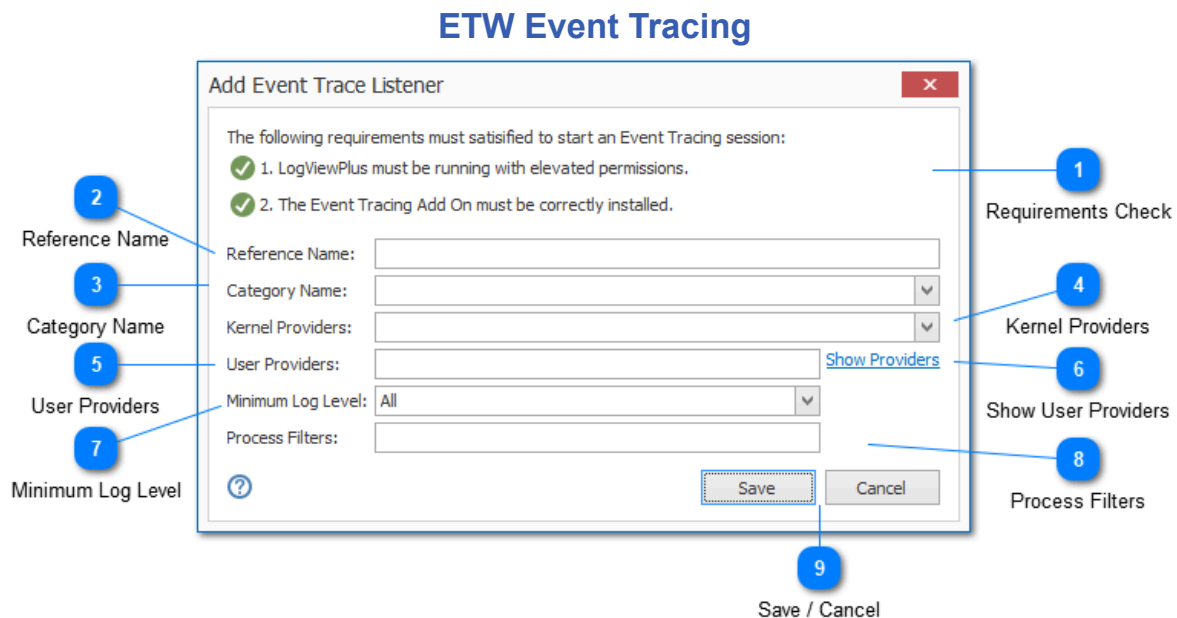 ETW Event Tracing
Add Event Trace Listener
The following requirements must satisified to start an Event Tracing session:
1. LogViewPlus must be running with elevated permissions.
2. The Event Tracing Add On must be correctly installed.
1
Requirements Check
2
Reference Name
Reference Name:
3
Category Name
Category Name:
4
Kernel Providers
Kernel Providers:
5
User Providers
User Providers:
Show Providers
6
Show User Providers
7
Minimum Log Level
Minimum Log Level: All
8
Process Filters
Process Filters:
?
Save Cancel
9
Save / Cancel